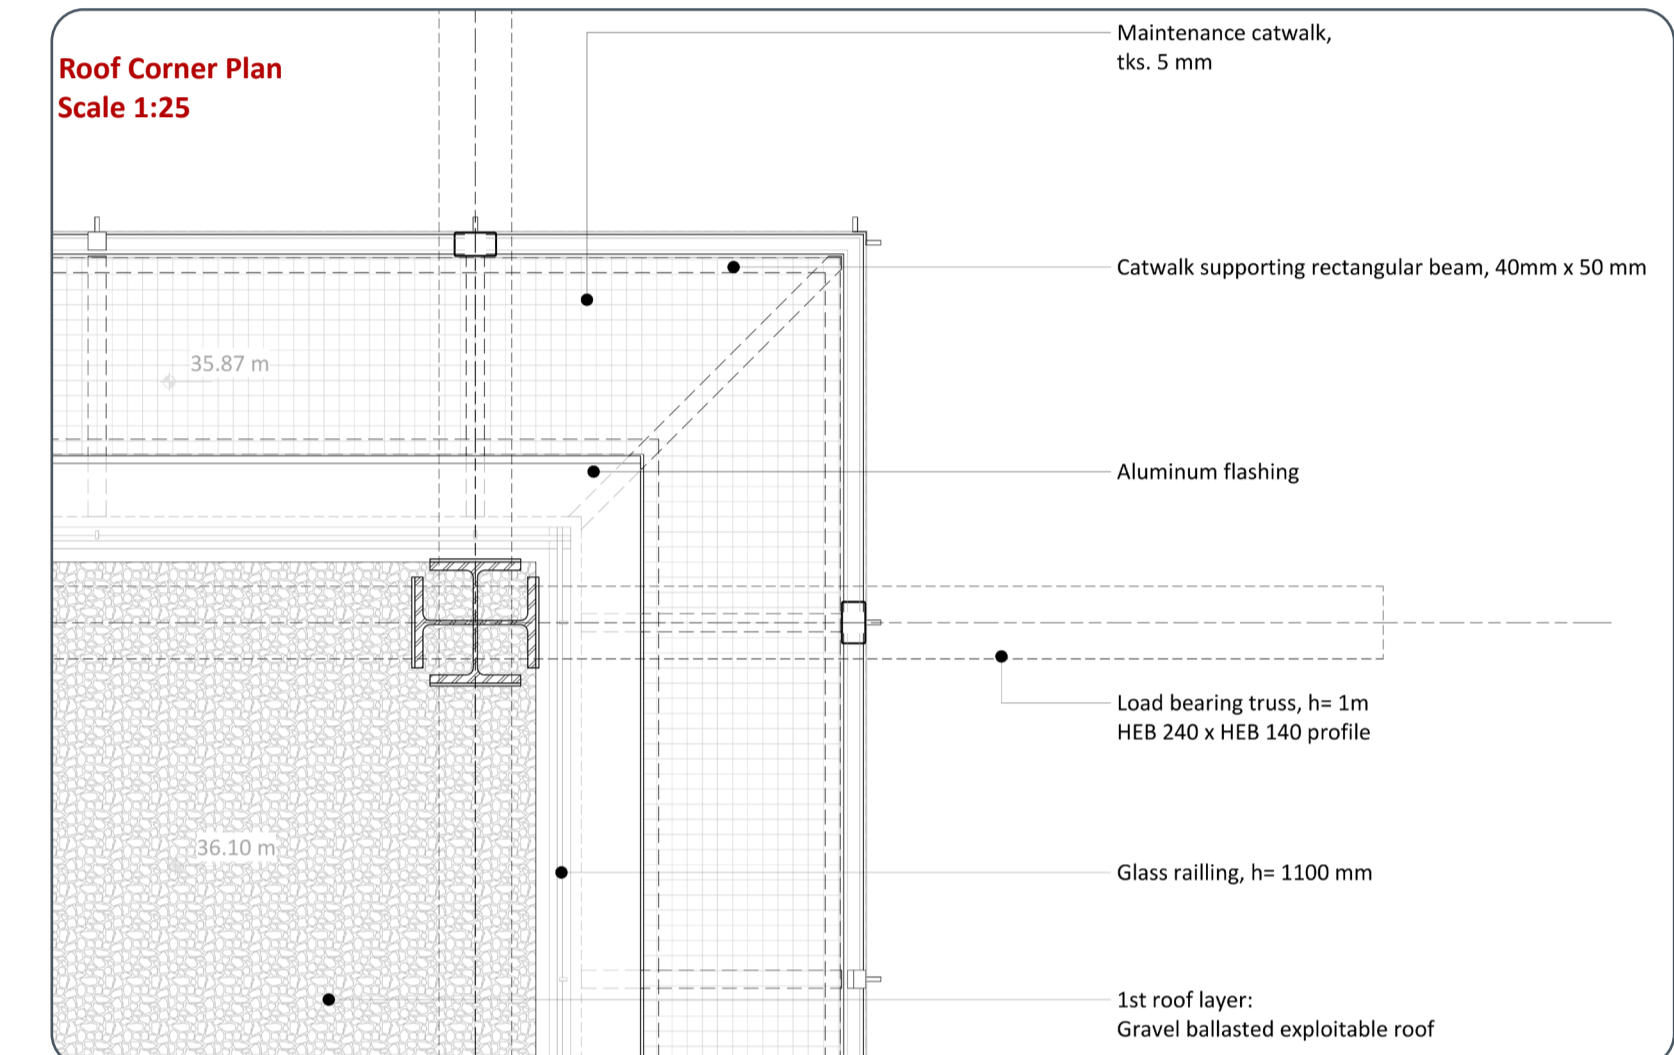 Roof Corner Plan
Scale 1:25
Maintenance catwalk,
tks. 5 mm
Catwalk supporting rectangular beam, 40mm x 50 mm
35.87 m
Aluminum flashing
Load bearing truss, h= 1m
HEB 240 x HEB 140 profile
36.10 m
Glass railling, h= 1100 mm
1st roof layer:
Gravel ballasted exploitable roof